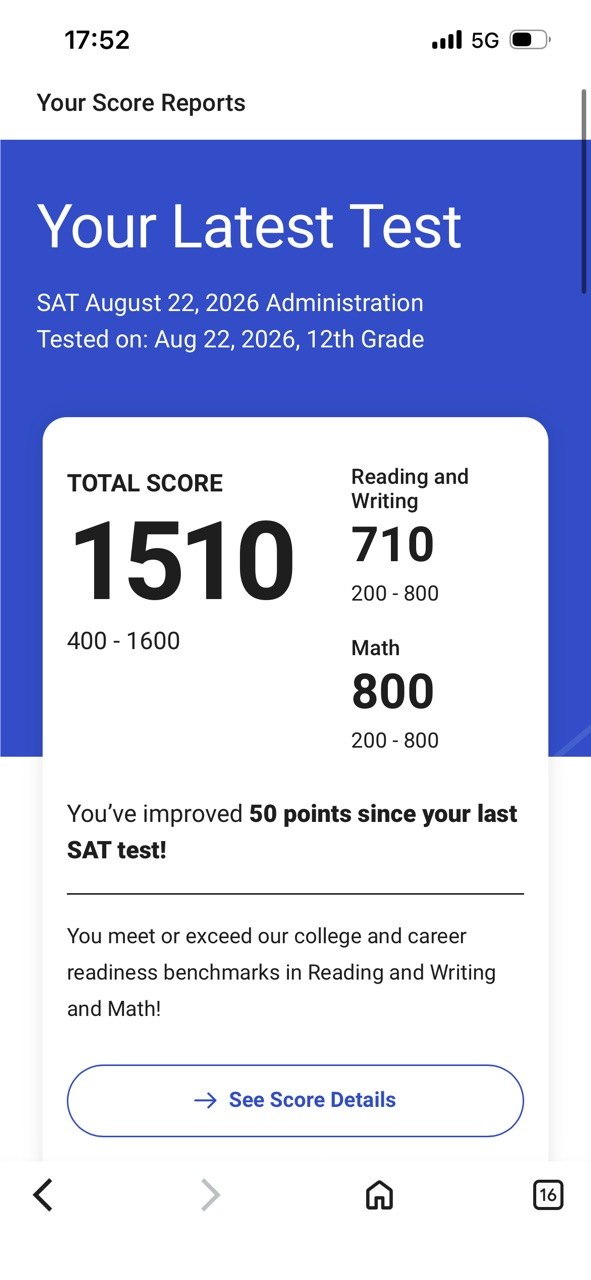 17:52
5G
Your Score Reports
Your Latest Test
SAT August 22, 2026 Administration
Tested on: Aug 22, 2026, 12th Grade
TOTAL SCORE
1510
400 - 1600
Reading and
Writing
710
200 - 800
Math
800
200 - 800
You’ve improved 50 points since your last
SAT test!
You meet or exceed our college and career
readiness benchmarks in Reading and Writing
and Math!
See Score Details
16